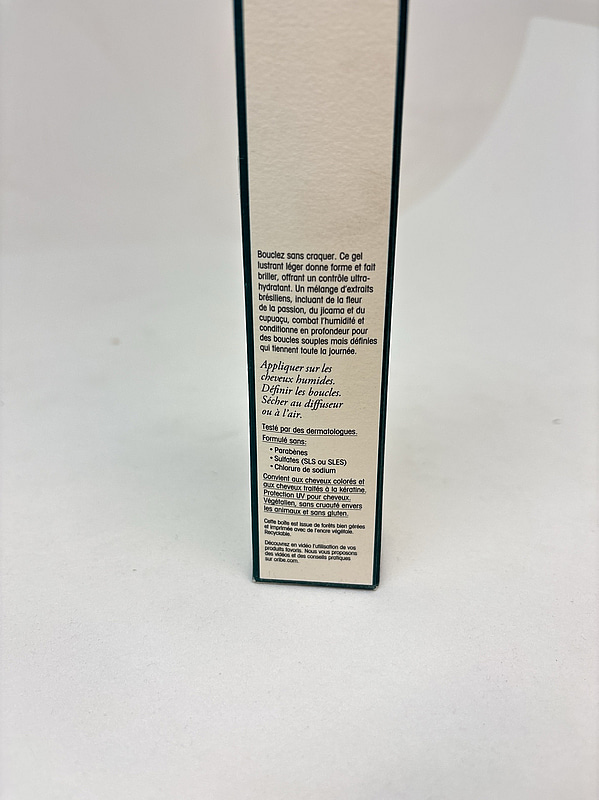 Bouclez sans craquer. Ce gel
lustrant léger donne forme et fait
briller, offrant un contrôle ultra-
hydratant. Un mélange d'extraits
brésiliens, incluant de la fleur
de la passion, du jicama et du
cupuaçu, combat l'humidité et
conditionne en profondeur pour
des boucles souples mais définies
qui tiennent toute la journée.
Appliquer sur les
cheveux humides.
Définir les boucles.
Sécher au diffuseur
ou à l'air.
Testé par des dermatologues.
Formulé sans:
• Parabènes
• Sulfates (SLS ou SLES)
• Chlorure de sodium
Convient aux cheveux colorés et
aux cheveux traités à la kératine.
Protection UV pour cheveux.
Végétalien, sans cruauté envers
les animaux et sans gluten.
Cette boîte est issue de forêts bien gérées
et imprimée avec de l'encre végétale.
Recyclable.
Découvrez en vidéo l'utilisation de vos
produits favoris. Nous vous proposons
des vidéos et des conseils pratiques
sur oribe.com.